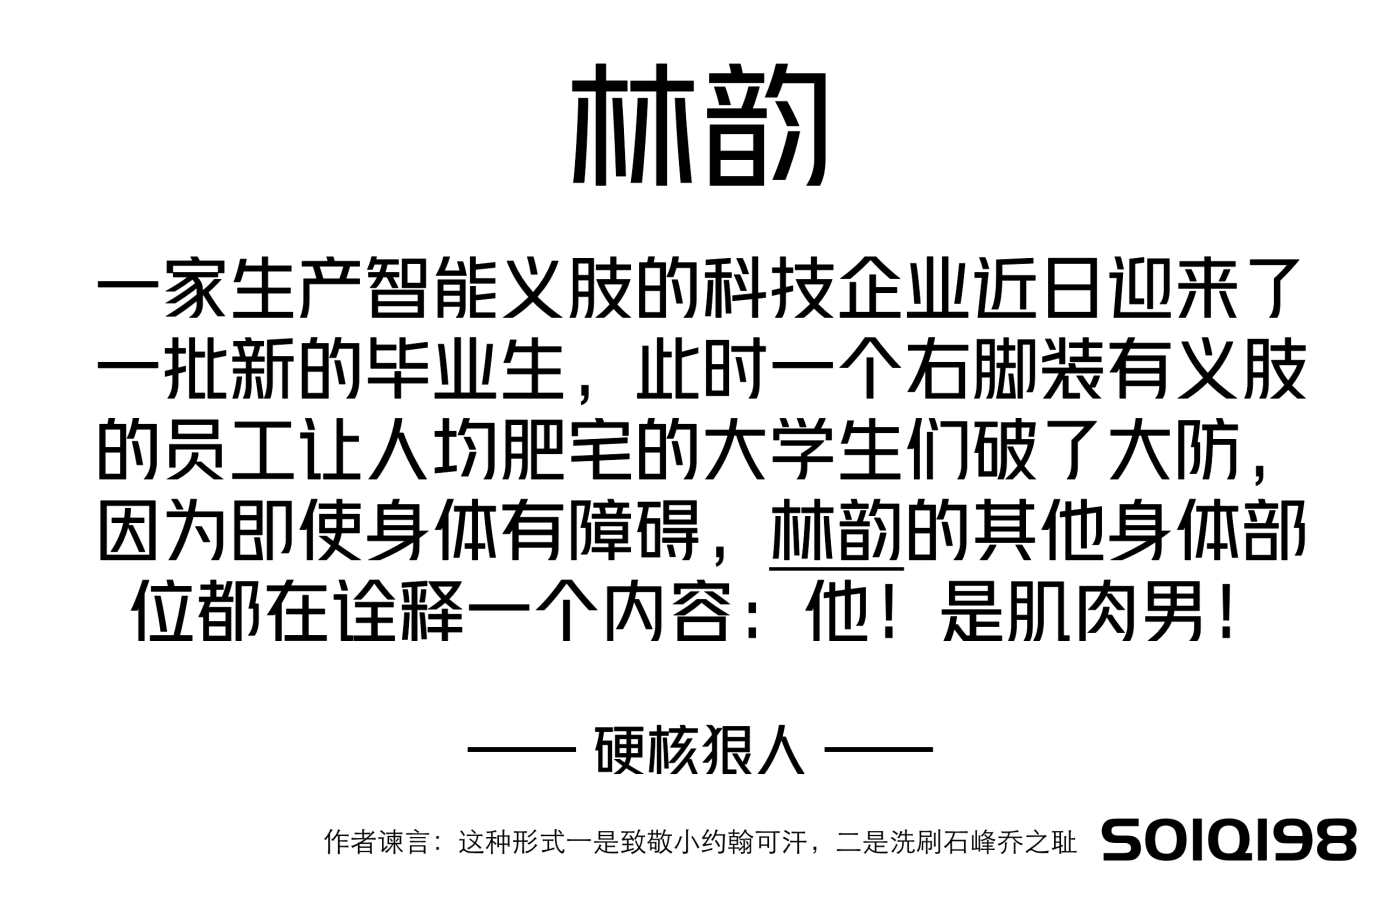 林韵
一家生产智能义肢的科技企业近日迎来了
一批新的毕业生，此时一个右脚装有义肢
的员工让人均肥宅的大学生们破了大防，
因为即使身体有障碍，林韵的其他身体部
位都在诠释一个内容：他！是肌肉男！
—— 硬核狠人 ——
作者谏言：这种形式一是致敬小约翰可汗，二是洗刷石峰乔之耻
SOIQI98